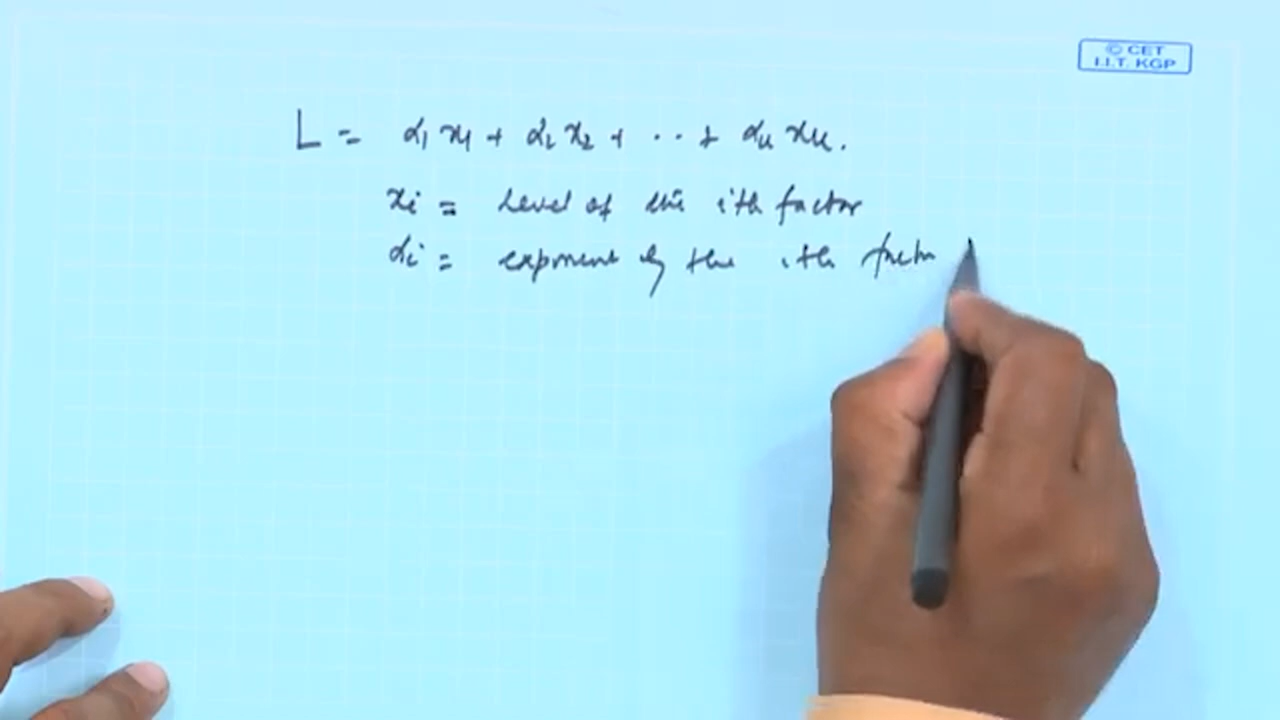 © CET
I.I.T. KGP
L = α₁ x₁ + α₂ x₂ + ... + αₖ xₖ.
xᵢ = Level of the ith factor
αᵢ = exponent of the ith factor